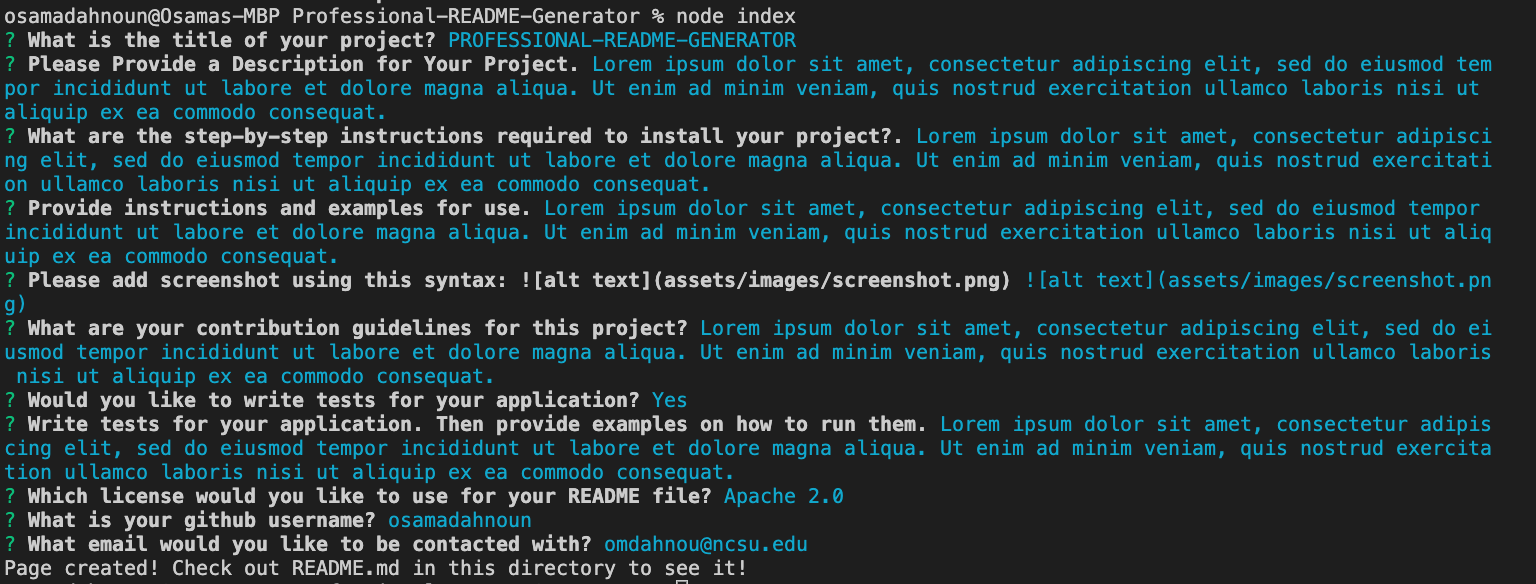 osamadahnoun@Osamas-MBP Professional-README-Generator % node index
? What is the title of your project? PROFESSIONAL-README-GENERATOR
? Please Provide a Description for Your Project. Lorem ipsum dolor sit amet, consectetur adipiscing elit, sed do eiusmod tem
por incididunt ut labore et dolore magna aliqua. Ut enim ad minim veniam, quis nostrud exercitation ullamco laboris nisi ut
aliquip ex ea commodo consequat.
? What are the step-by-step instructions required to install your project?. Lorem ipsum dolor sit amet, consectetur adipisci
ng elit, sed do eiusmod tempor incididunt ut labore et dolore magna aliqua. Ut enim ad minim veniam, quis nostrud exercitati
on ullamco laboris nisi ut aliquip ex ea commodo consequat.
? Provide instructions and examples for use. Lorem ipsum dolor sit amet, consectetur adipiscing elit, sed do eiusmod tempor
incididunt ut labore et dolore magna aliqua. Ut enim ad minim veniam, quis nostrud exercitation ullamco laboris nisi ut aliq
uip ex ea commodo consequat.
? Please add screenshot using this syntax: ![alt text](assets/images/screenshot.png) ![alt text](assets/images/screenshot.pn
g)
? What are your contribution guidelines for this project? Lorem ipsum dolor sit amet, consectetur adipiscing elit, sed do ei
usmod tempor incididunt ut labore et dolore magna aliqua. Ut enim ad minim veniam, quis nostrud exercitation ullamco laboris
 nisi ut aliquip ex ea commodo consequat.
? Would you like to write tests for your application? Yes
? Write tests for your application. Then provide examples on how to run them. Lorem ipsum dolor sit amet, consectetur adipis
cing elit, sed do eiusmod tempor incididunt ut labore et dolore magna aliqua. Ut enim ad minim veniam, quis nostrud exercita
tion ullamco laboris nisi ut aliquip ex ea commodo consequat.
? Which license would you like to use for your README file? Apache 2.0
? What is your github username? osamadahnoun
? What email would you like to be contacted with? omdahnou@ncsu.edu
Page created! Check out README.md in this directory to see it!